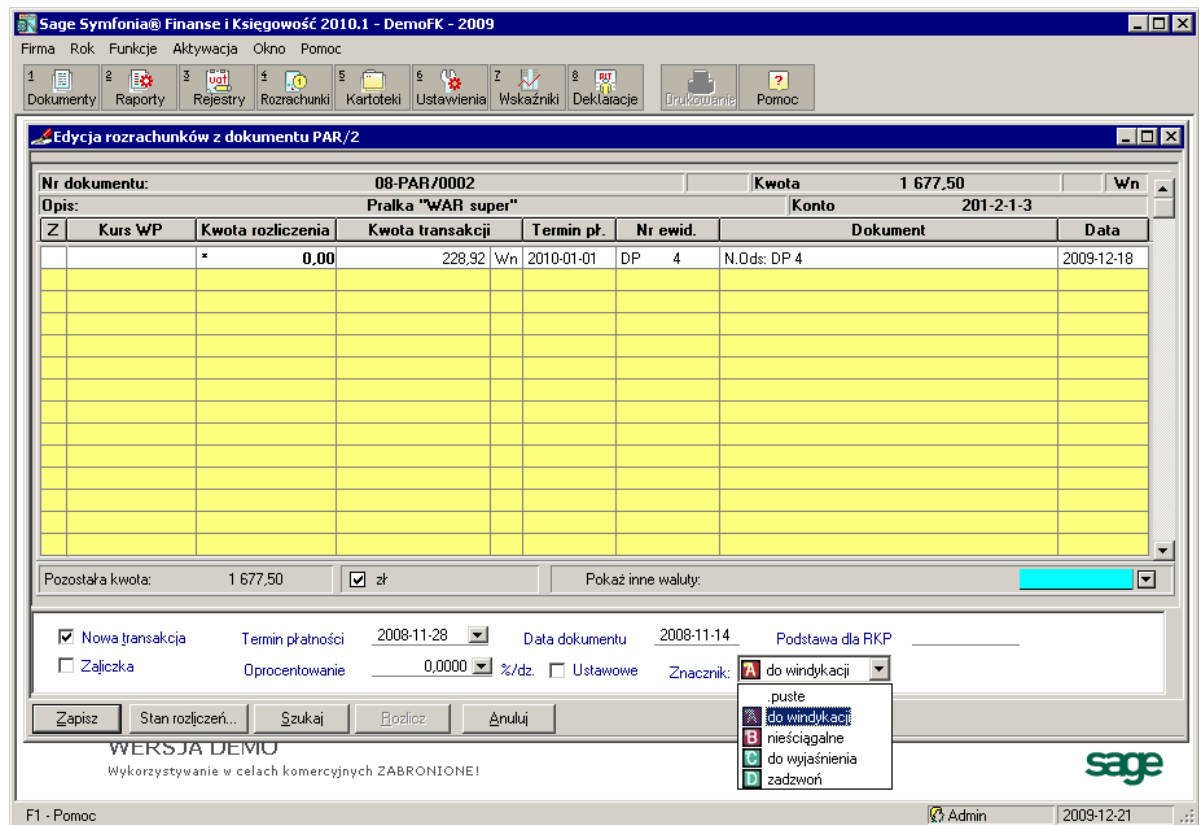 Sage Symfonia® Finanse i Księgowość 2010.1 - DemoFK - 2009
Firma Rok Funkcje Aktywacja Okno Pomoc
1 2 3 vat 4 5 6 7 8 PIT ?
Dokumenty Raporty Rejestry Rozrachunki Kartoteki Ustawienia Wskaźniki Deklaracje Drukowanie Pomoc
Edycja rozrachunków z dokumentu PAR/2
Nr dokumentu: 08-PAR/0002 Kwota 1 677,50 Wn
Opis: Pralka "WAR super" Konto 201-2-1-3
Z Kurs WP Kwota rozliczenia Kwota transakcji Termin pł. Nr ewid. Dokument Data
* 0,00 228,92 Wn 2010-01-01 DP 4 N.Ods: DP 4 2009-12-18
Pozostała kwota: 1 677,50 zł Pokaż inne waluty:
Nowa transakcja Termin płatności 2008-11-28 Data dokumentu 2008-11-14 Podstawa dla RKP
Zaliczka Oprocentowanie 0,0000 %/dz. Ustawowe Znacznik: A do windykacji
.puste
A do windykacji
B nieściągalne
C do wyjaśnienia
D zadzwoń
Zapisz Stan rozliczeń... Szukaj Rozlicz Anuluj
WERSJA DEMO
Wykorzystywanie w celach komercyjnych ZABRONIONE!
sage
F1 - Pomoc Admin 2009-12-21